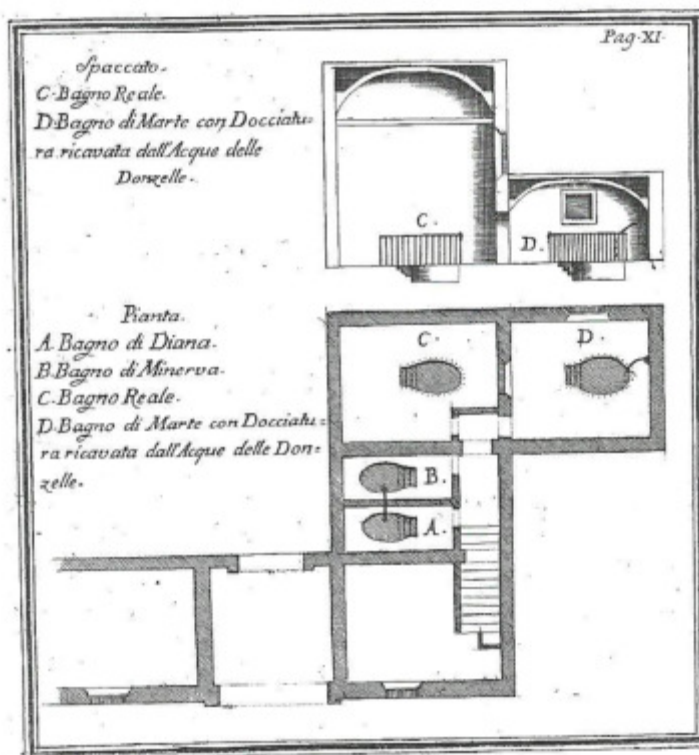 Pag. XI.
Spaccato.
C. Bagno Reale.
D. Bagno di Marte con Docciatu=
ra ricavata dall'Acque delle
Donzelle.
C.
D.
Pianta.
A. Bagno di Diana.
B. Bagno di Minerva.
C. Bagno Reale.
D. Bagno di Marte con Docciatu=
ra ricavata dall'Acque delle Don=
zelle.
C.
D.
B.
A.